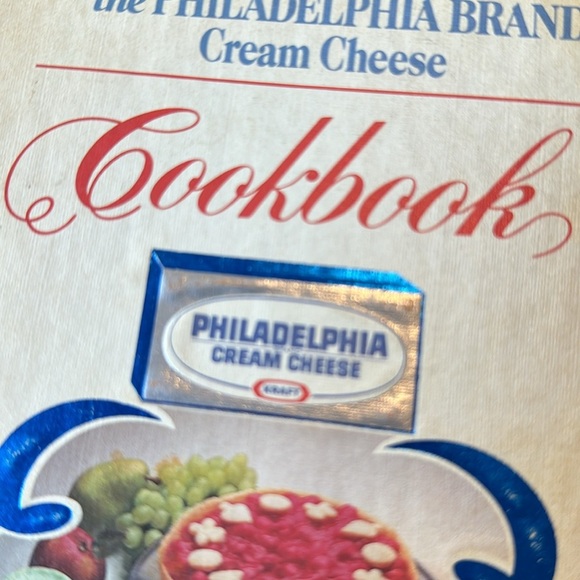 the PHILADELPHIA BRAND
Cream Cheese
Cookbook
PHILADELPHIA
CREAM CHEESE
KRAFT